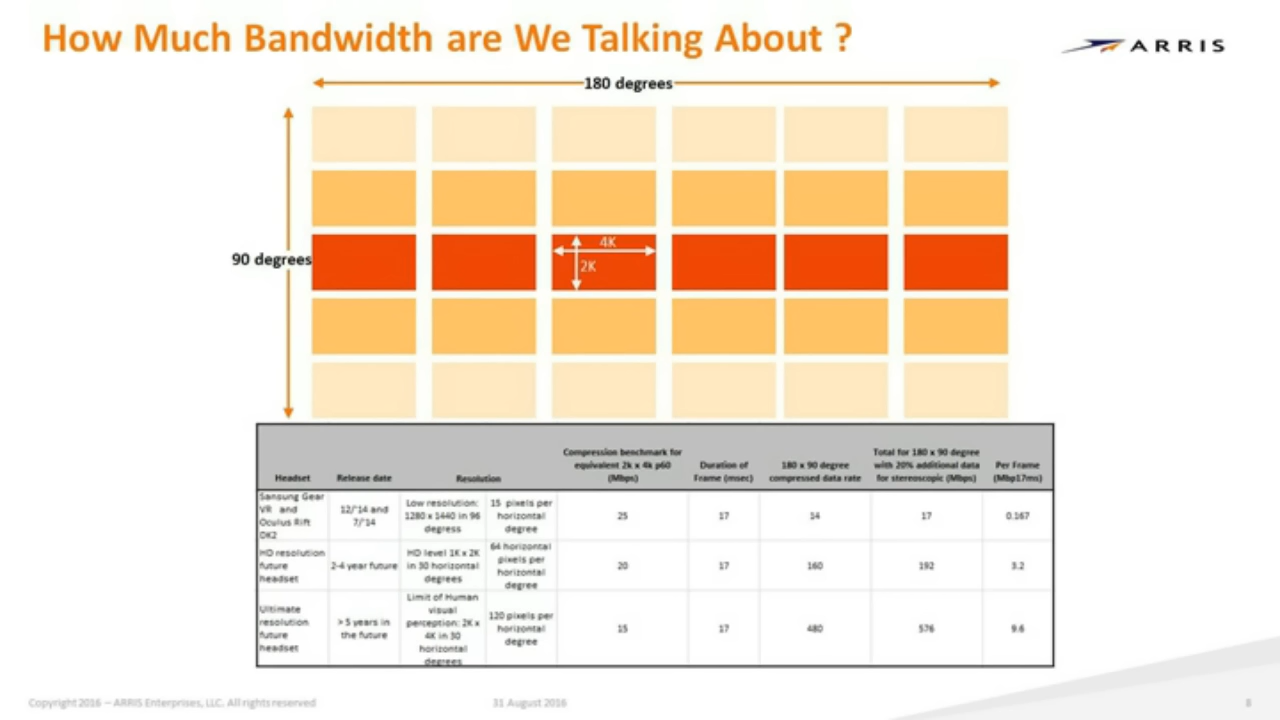 How Much Bandwidth are We Talking About ?
ARRIS
180 degrees
90 degrees
4K
2K
Headset
Release date
Resolution
Compression benchmark for
equivalent 2k x 4k p60
(Mbps)
Duration of
Frame (msec)
180 x 90 degree
compressed data rate
Total for 180 x 90 degree
with 20% additional data
for stereoscopic (Mbps)
Per Frame
(Mbp17ms)
Sansung Gear
VR and
Oculus Rift
DK2
12/'14 and
7/'14
Low resolution:
1280 x 1440 in 96
degress
15 pixels per
horizontal
degree
25
17
14
17
0.167
HD resolution
future
headset
2-4 year future
HD level 1K x 2K
in 30 horizontal
degrees
64 horizontal
pixels per
horizontal
degree
20
17
160
192
3.2
Ultimate
resolution
future
headset
> 5 years in
the future
Limit of Human
visual
perception: 2K x
4K in 30
horizontal
degrees
120 pixels per
horizontal
degree
15
17
480
576
9.6
Copyright 2016 – ARRIS Enterprises, LLC. All rights reserved
31 August 2016
8